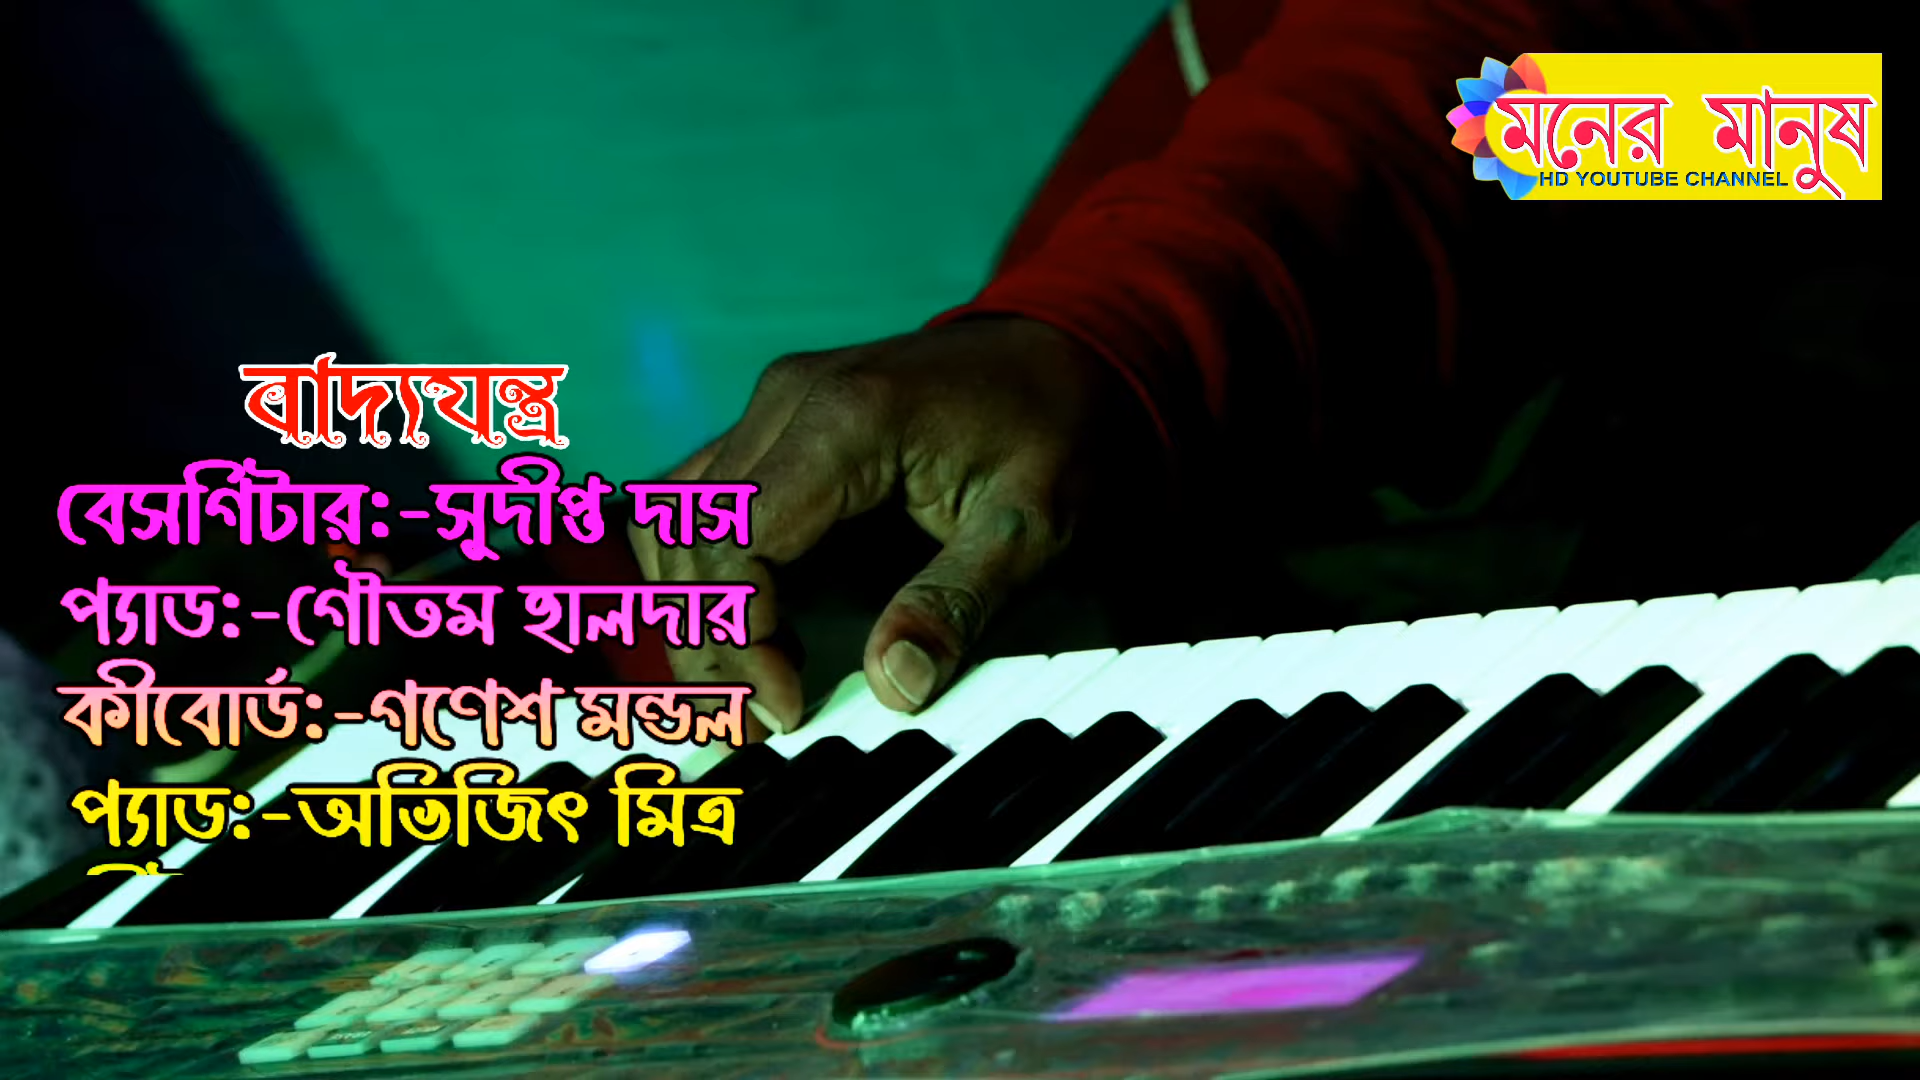 মনের মানুষ
HD YOUTUBE CHANNEL
বাদ্যযন্ত্র
বেসগিটার:-সুদীপ্ত দাস
প্যাড:-গৌতম হালদার
কীবোর্ড:-গণেশ মন্ডল
প্যাড:-অভিজিৎ মিত্র